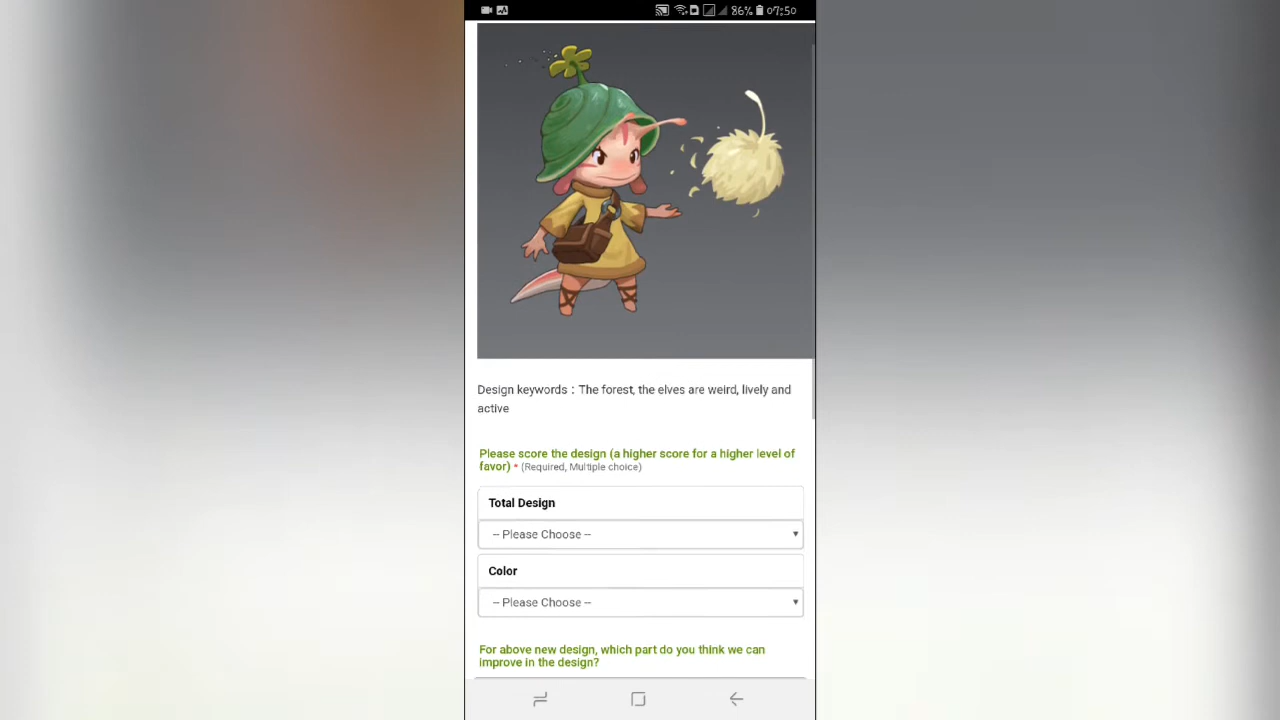 86% 07:50
Design keywords : The forest, the elves are weird, lively and
active
Please score the design (a higher score for a higher level of
favor) * (Required, Multiple choice)
Total Design
-- Please Choose --
Color
-- Please Choose --
For above new design, which part do you think we can
improve in the design?